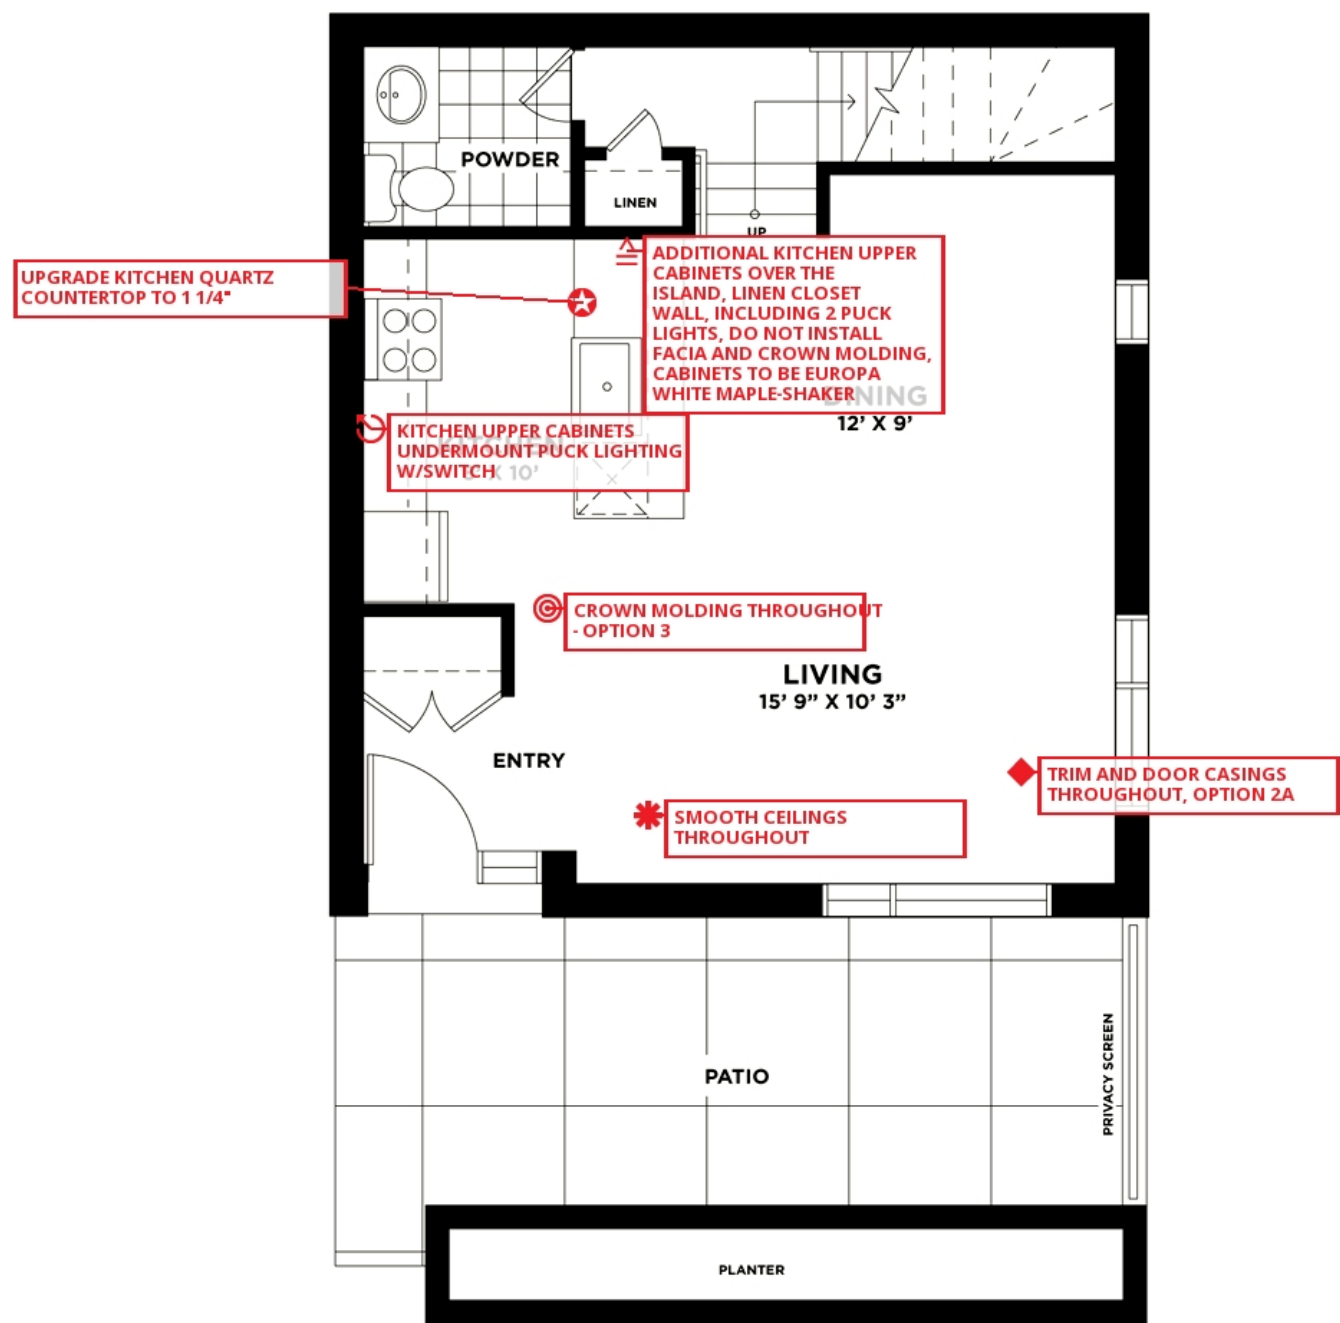 POWDER
LINEN
UP
UPGRADE KITCHEN QUARTZ
COUNTERTOP TO 1 1/4"
ADDITIONAL KITCHEN UPPER
CABINETS OVER THE
ISLAND, LINEN CLOSET
WALL, INCLUDING 2 PUCK
LIGHTS, DO NOT INSTALL
FACIA AND CROWN MOLDING,
CABINETS TO BE EUROPA
WHITE MAPLE-SHAKER
DINING
12' X 9'
KITCHEN UPPER CABINETS
UNDERMOUNT PUCK LIGHTING
W/SWITCH
KITCHEN
X 10'
CROWN MOLDING THROUGHOUT
- OPTION 3
LIVING
15' 9” X 10' 3”
ENTRY
TRIM AND DOOR CASINGS
THROUGHOUT, OPTION 2A
SMOOTH CEILINGS
THROUGHOUT
PATIO
PRIVACY SCREEN
PLANTER